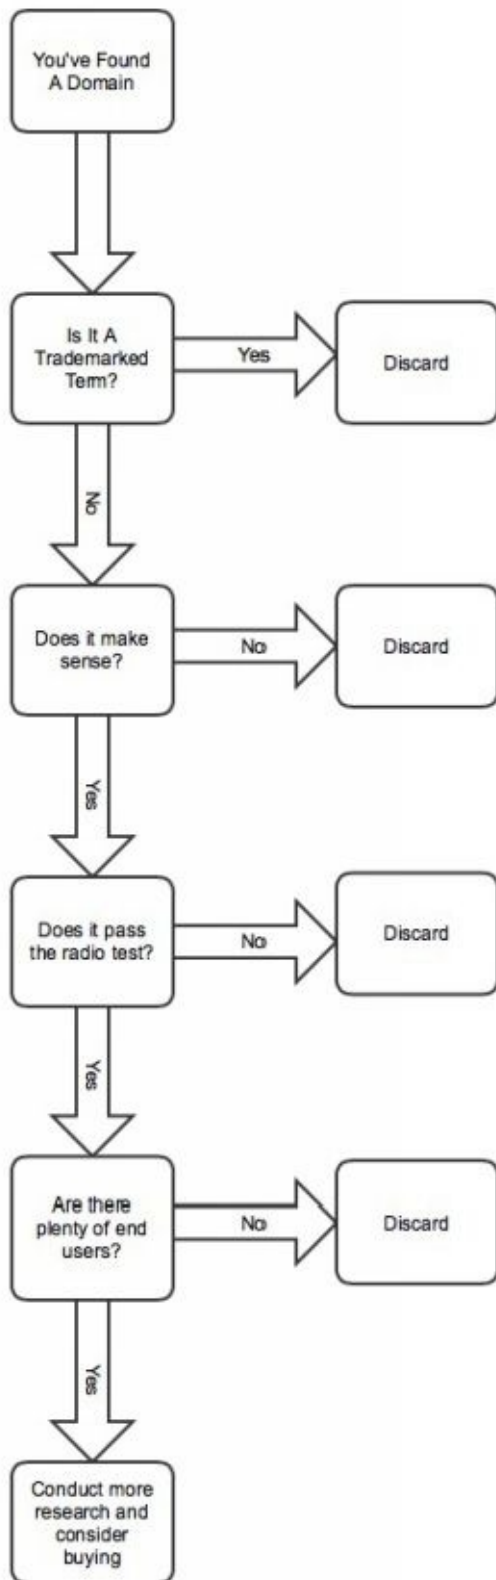 You've Found
A Domain
Is It A
Trademarked
Term?
Yes
Discard
No
Does it make
sense?
No
Discard
Yes
Does it pass
the radio test?
No
Discard
Yes
Are there
plenty of end
users?
No
Discard
Yes
Conduct more
research and
consider
buying